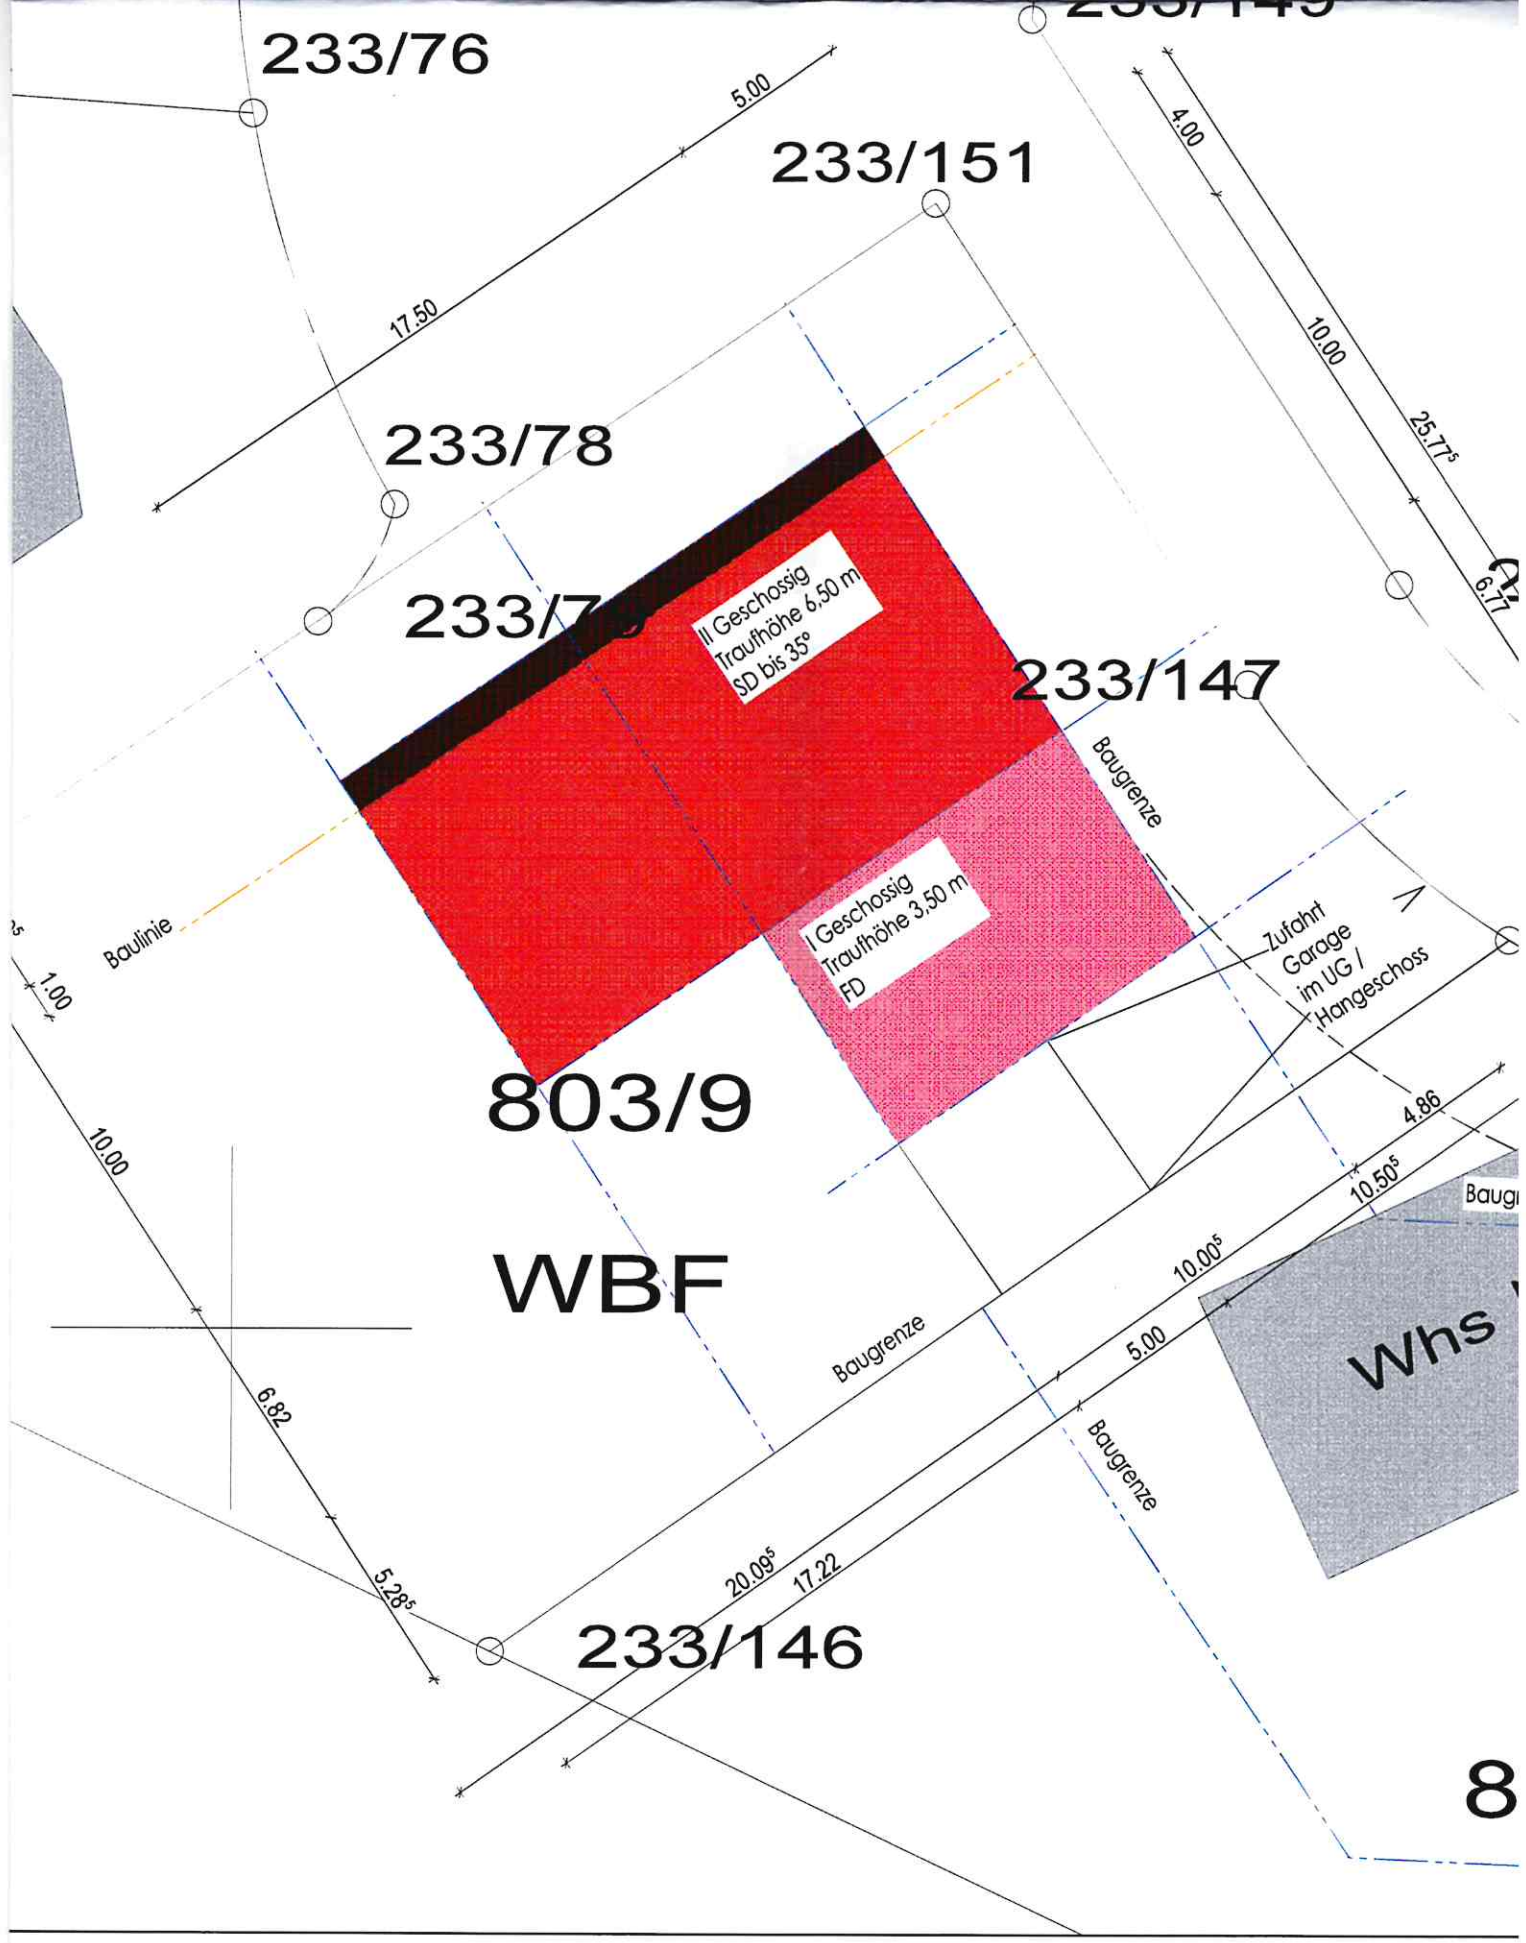 233/76
5.00
233/151
4.00
17.50
10.00
25.77⁵
233/78
6.77
II Geschossig
Traufhöhe 6,50 m
SD bis 35°
233/147
Baugrenze
I Geschossig
Traufhöhe 3,50 m
FD
Zufahrt
Garage
im UG /
Hangeschoss
Baulinie
1.00
803/9
10.00
4.86
10.50⁵
WBF
10.00⁵
5.00
Whs
Baugrenze
6.82
Baugrenze
5.28⁵
20.09⁵
17.22
233/146
8